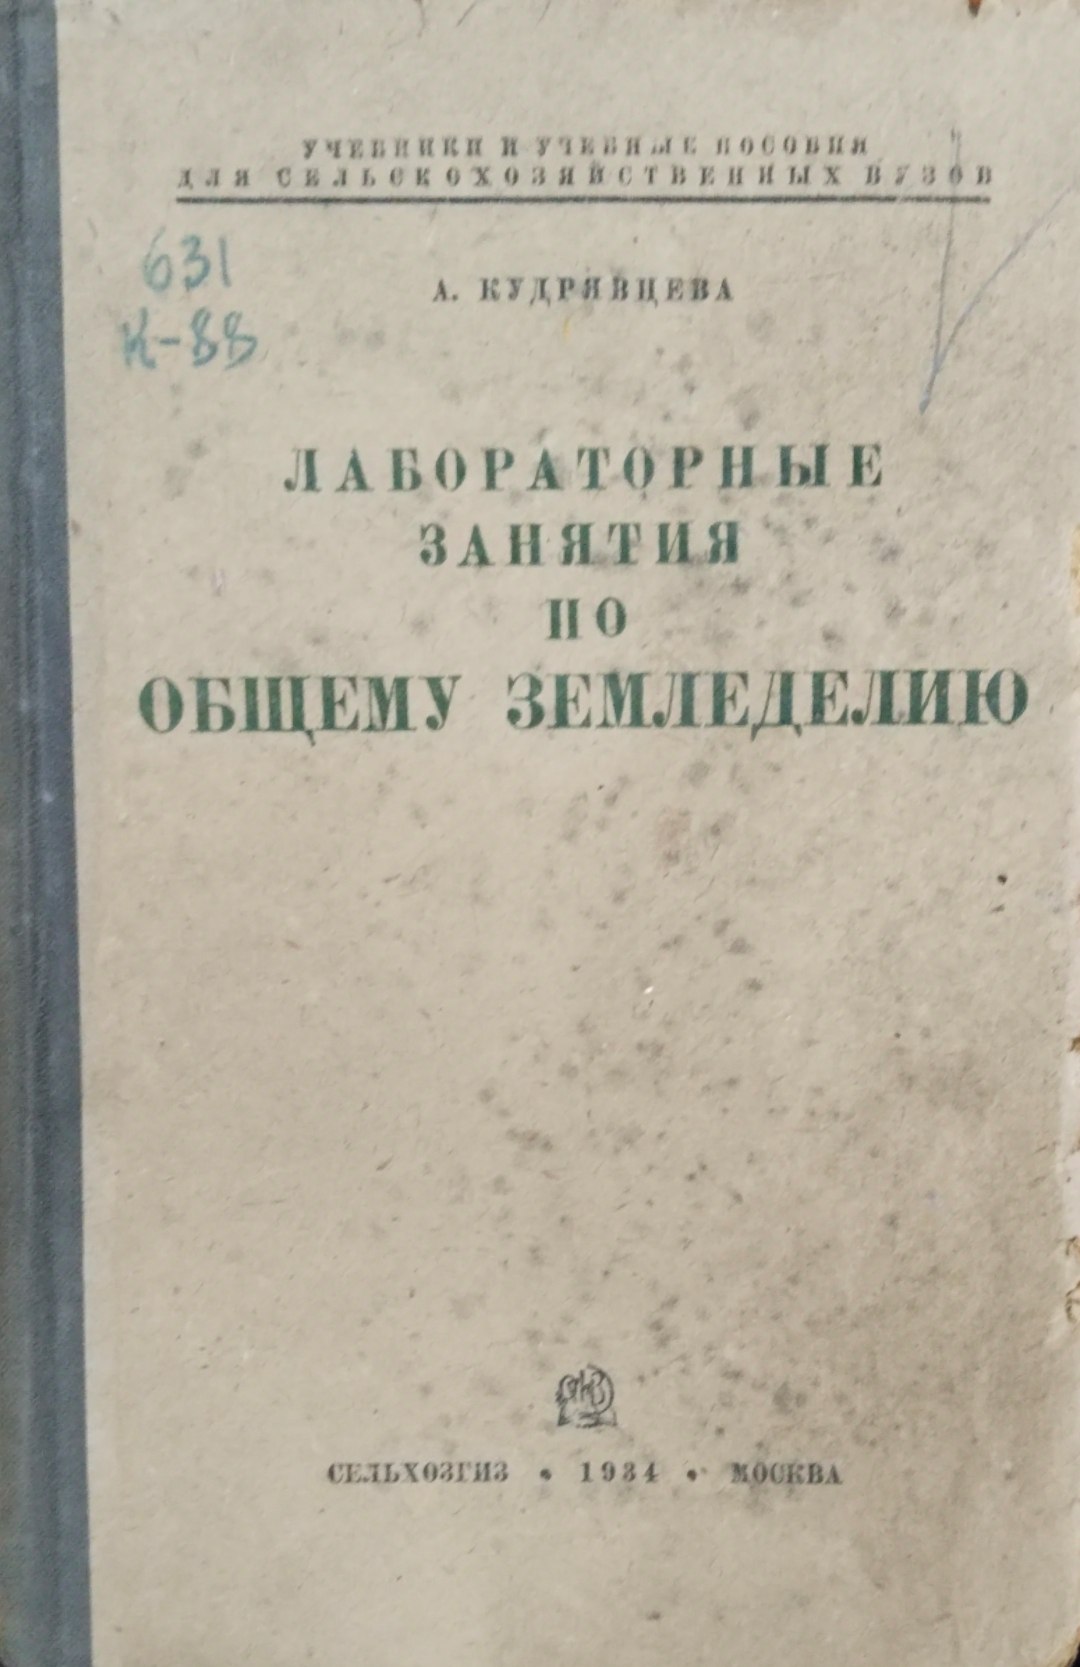 УЧЕБНИКИ И УЧЕБНЫЕ ПОСОБИЯ
ДЛЯ СЕЛЬСКОХОЗЯЙСТВЕННЫХ ВУЗОВ
631
К-88
А. КУДРЯВЦЕВА
ЛАБОРАТОРНЫЕ
ЗАНЯТИЯ
ПО
ОБЩЕМУ ЗЕМЛЕДЕЛИЮ
СЕЛЬХОЗГИЗ • 1934 • МОСКВА